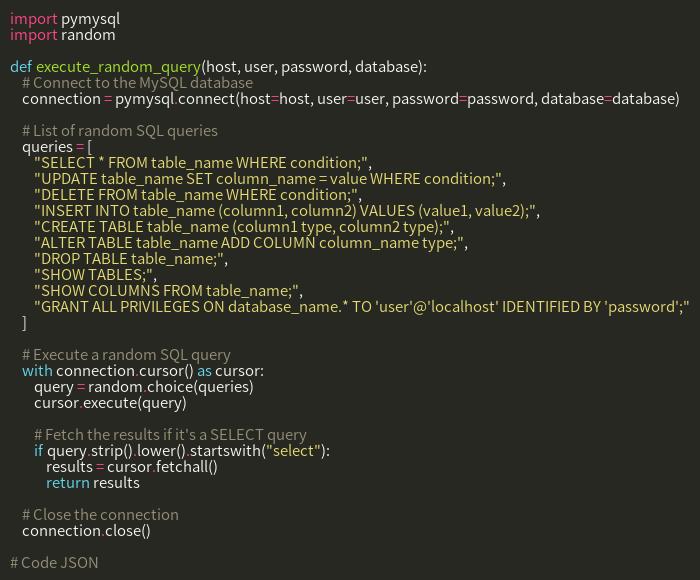 import pymysql
import random

def execute_random_query(host, user, password, database):
    # Connect to the MySQL database
    connection = pymysql.connect(host=host, user=user, password=password, database=database)

    # List of random SQL queries
    queries = [
        "SELECT * FROM table_name WHERE condition;",
        "UPDATE table_name SET column_name = value WHERE condition;",
        "DELETE FROM table_name WHERE condition;",
        "INSERT INTO table_name (column1, column2) VALUES (value1, value2);",
        "CREATE TABLE table_name (column1 type, column2 type);",
        "ALTER TABLE table_name ADD COLUMN column_name type;",
        "DROP TABLE table_name;",
        "SHOW TABLES;",
        "SHOW COLUMNS FROM table_name;",
        "GRANT ALL PRIVILEGES ON database_name.* TO 'user'@'localhost' IDENTIFIED BY 'password';"
    ]

    # Execute a random SQL query
    with connection.cursor() as cursor:
        query = random.choice(queries)
        cursor.execute(query)

        # Fetch the results if it's a SELECT query
        if query.strip().lower().startswith("select"):
            results = cursor.fetchall()
            return results

    # Close the connection
    connection.close()

# Code JSON